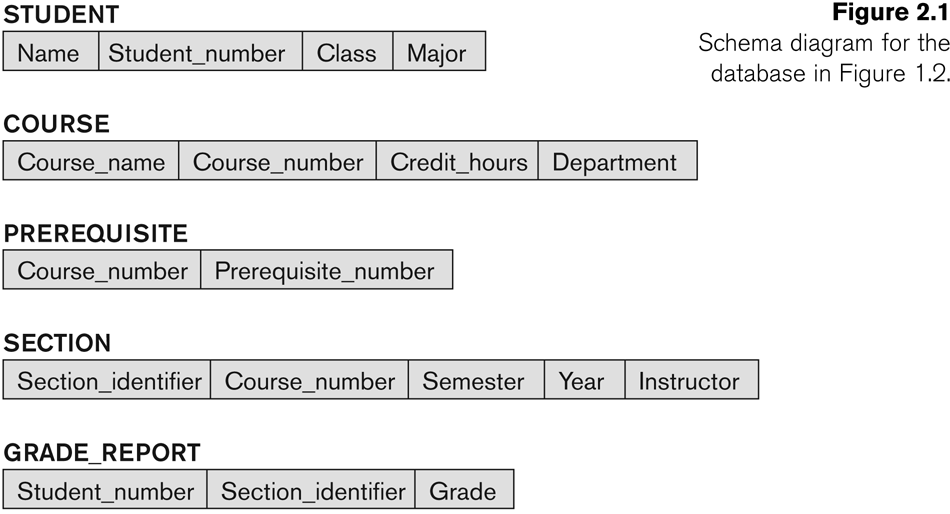 STUDENT
Name Student_number Class Major
Figure 2.1
Schema diagram for the
database in Figure 1.2.
COURSE
Course_name Course_number Credit_hours Department
PREREQUISITE
Course_number Prerequisite_number
SECTION
Section_identifier Course_number Semester Year Instructor
GRADE_REPORT
Student_number Section_identifier Grade